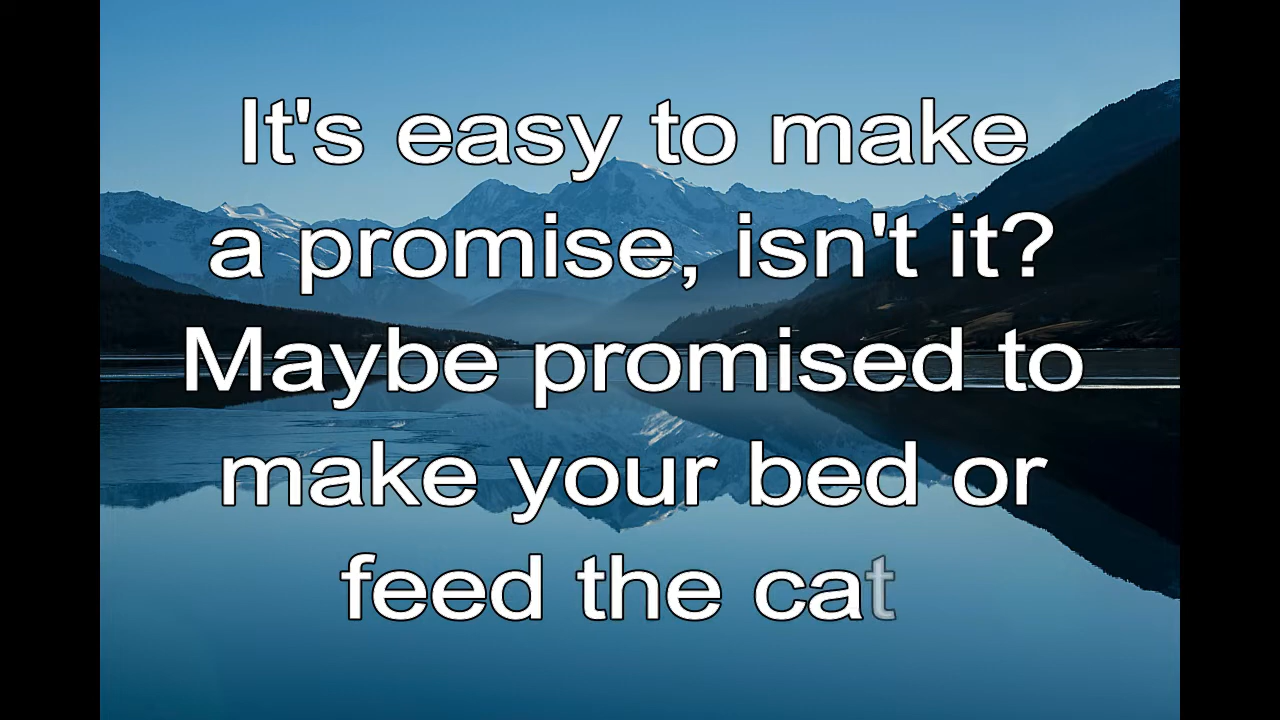 It's easy to make
a promise, isn't it?
Maybe promised to
make your bed or
feed the cat